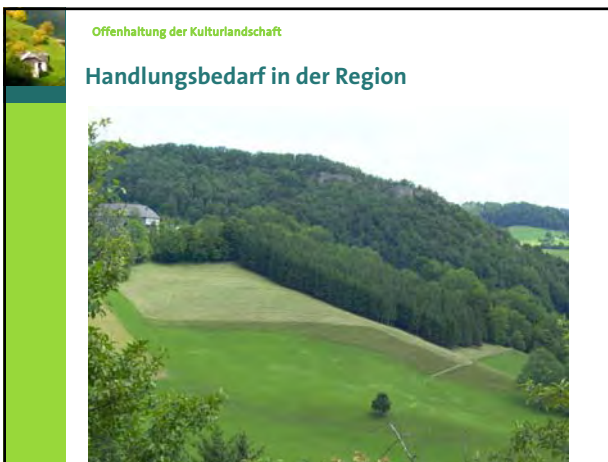 Offenhaltung der Kulturlandschaft
Handlungsbedarf in der Region